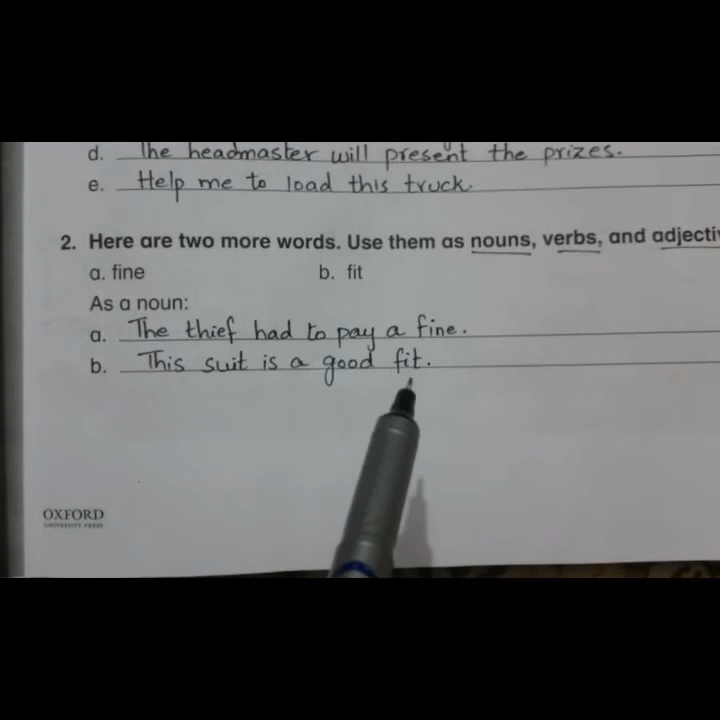 d. The headmaster will present the prizes.
e. Help me to load this truck.
2. Here are two more words. Use them as nouns, verbs, and adjecti
a. fine b. fit
As a noun:
a. The thief had to pay a fine.
b. This suit is a good fit.
OXFORD
UNIVERSITY PRESS